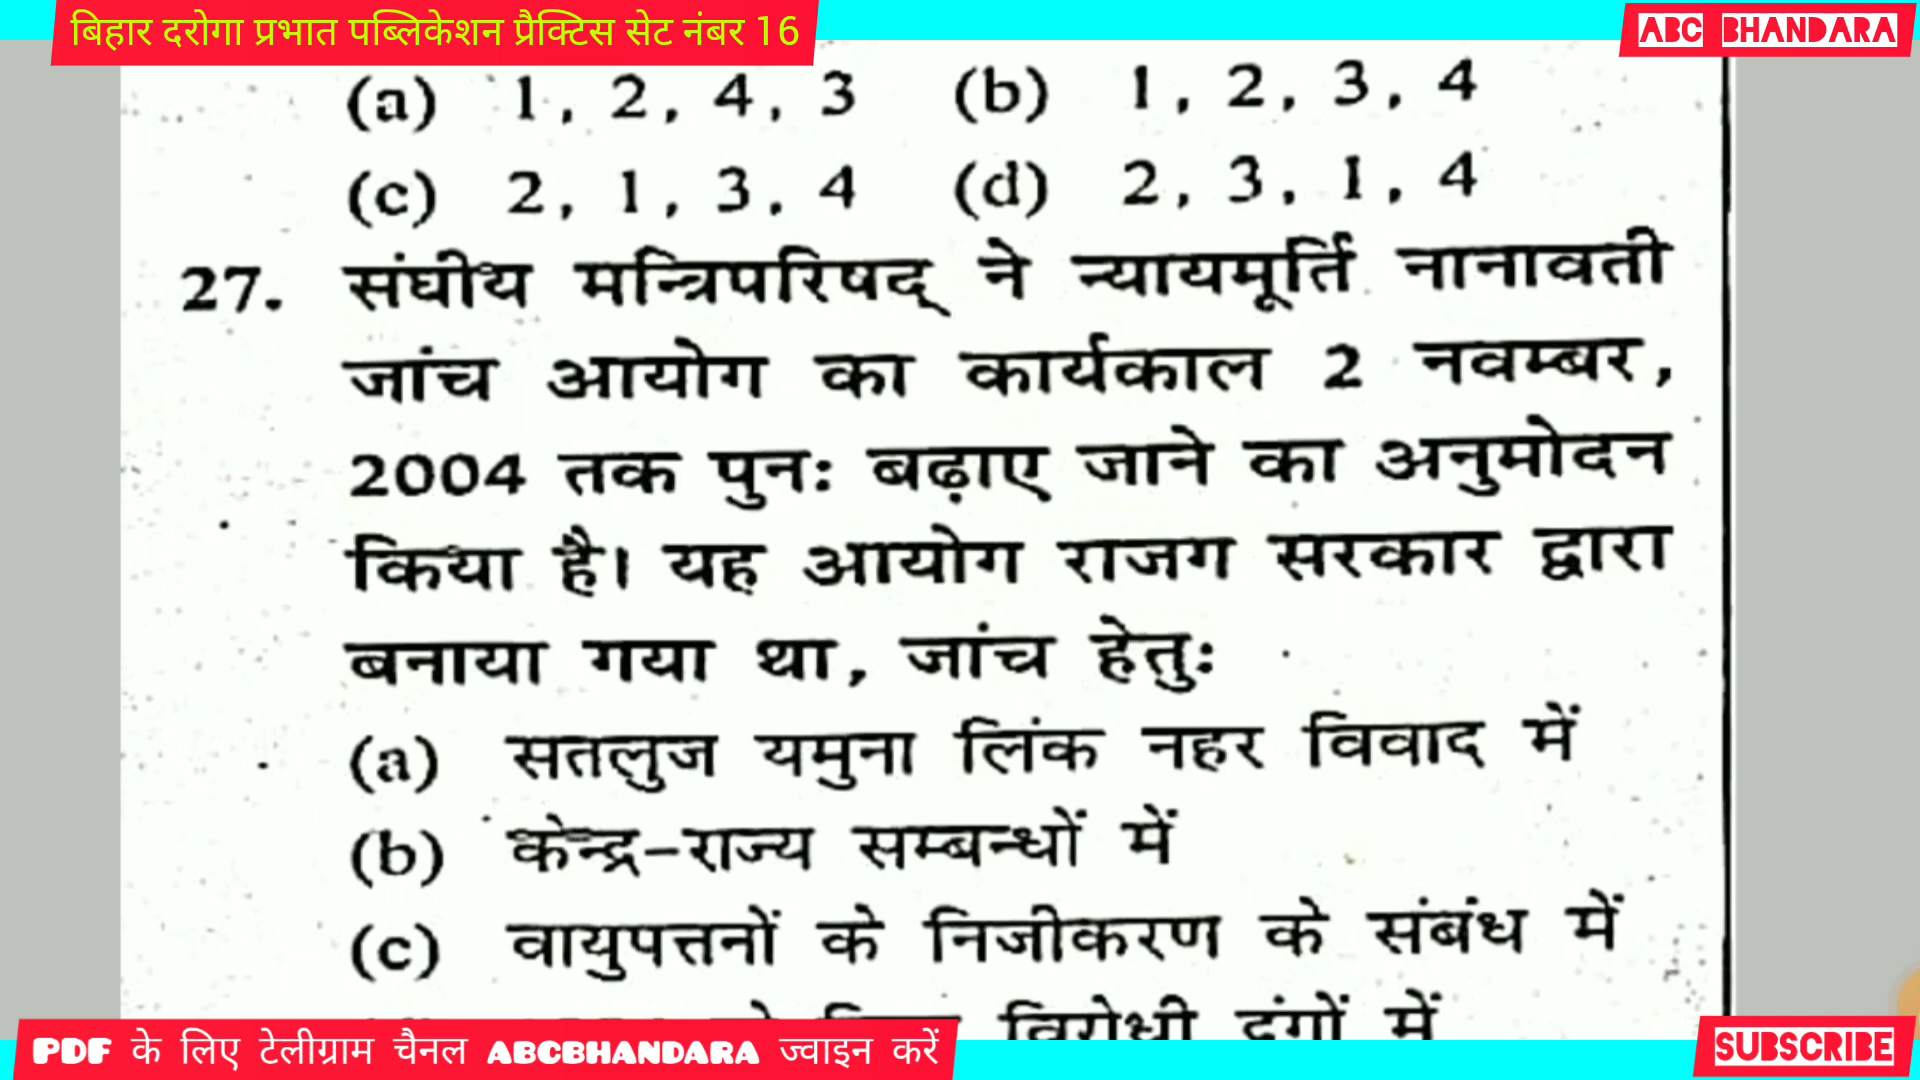 बिहार दरोगा प्रभात पब्लिकेशन प्रैक्टिस सेट नंबर 16
ABC BHANDARA
(a) 1, 2, 4, 3 (b) 1, 2, 3, 4
(c) 2, 1, 3, 4 (d) 2, 3, 1, 4
27. संघीय मन्त्रिपरिषद् ने न्यायमूर्ति नानावती
जांच आयोग का कार्यकाल 2 नवम्बर,
2004 तक पुनः बढ़ाए जाने का अनुमोदन
किया है। यह आयोग राजग सरकार द्वारा
बनाया गया था, जांच हेतुः
(a) सतलुज यमुना लिंक नहर विवाद में
(b) केन्द्र-राज्य सम्बन्धों में
(c) वायुपत्तनों के निजीकरण के संबंध में
विरोधी दंगों में
PDF के लिए टेलीग्राम चैनल ABCBHANDARA ज्वाइन करें
SUBSCRIBE